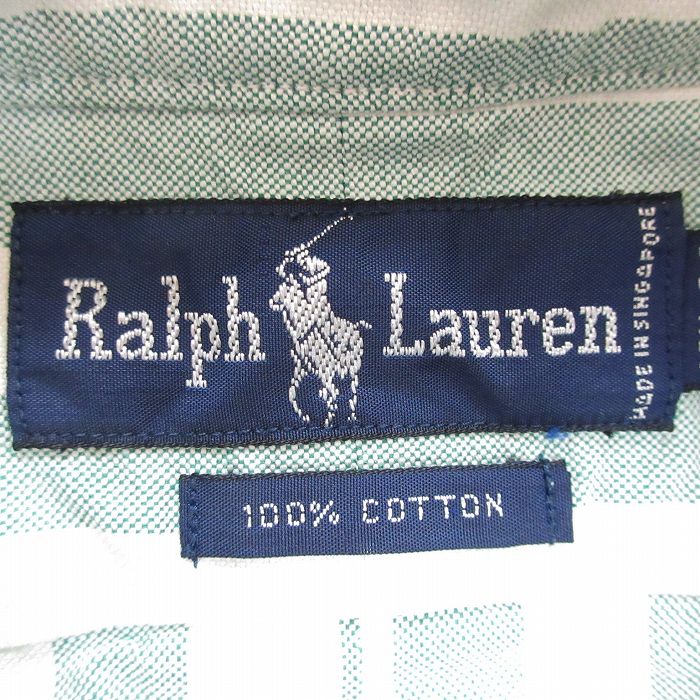 Ralph Lauren
MADE IN SINGAPORE
100% COTTON